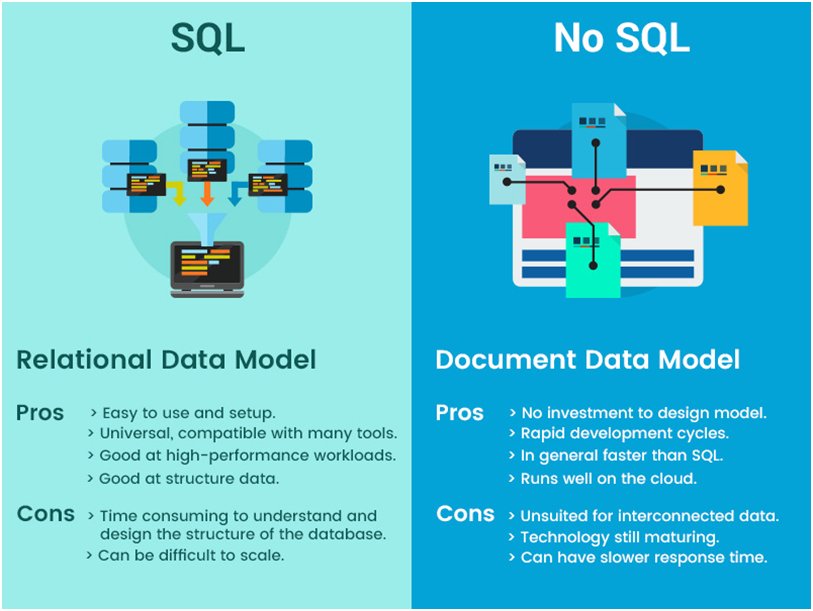 SQL
Relational Data Model
Pros
> Easy to use and setup.
> Universal, compatible with many tools.
> Good at high-performance workloads.
> Good at structure data.
Cons
> Time consuming to understand and
design the structure of the database.
> Can be difficult to scale.
No SQL
Document Data Model
Pros
> No investment to design model.
> Rapid development cycles.
> In general faster than SQL.
> Runs well on the cloud.
Cons
> Unsuited for interconnected data.
> Technology still maturing.
> Can have slower response time.